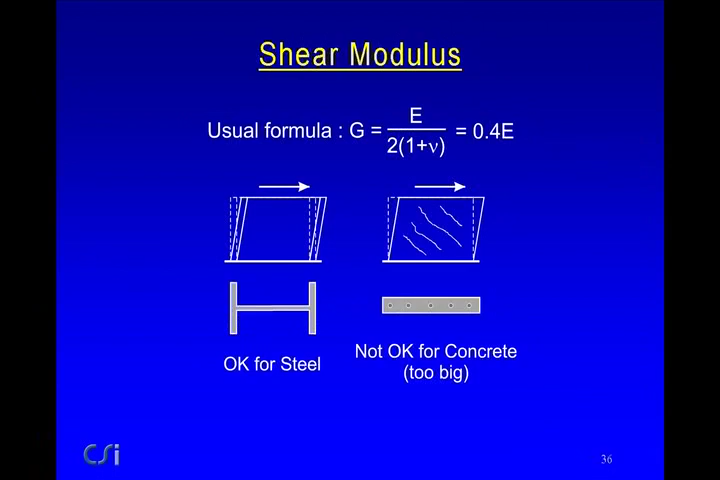 Shear Modulus
Usual formula : G = E / 2(1+ν) = 0.4E
OK for Steel
Not OK for Concrete
(too big)
CSi
36